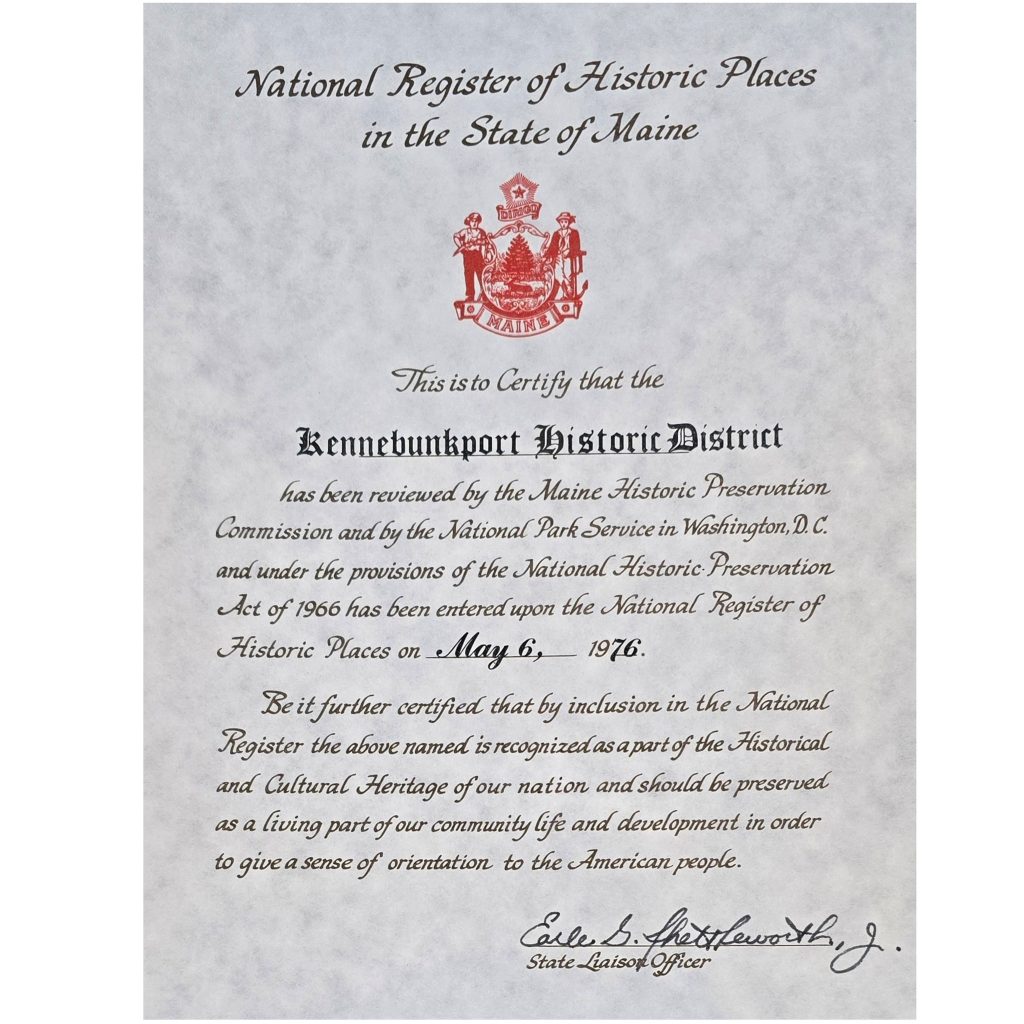 National Register of Historic Places
in the State of Maine
DIRIGO
MAINE
This is to Certify that the
Kennebunkport Historic District
has been reviewed by the Maine Historic Preservation
Commission and by the National Park Service in Washington, D. C.
and under the provisions of the National Historic Preservation
Act of 1966 has been entered upon the National Register of
Historic Places on May 6, 1976.
Be it further certified that by inclusion in the National
Register the above named is recognized as a part of the Historical
and Cultural Heritage of our nation and should be preserved
as a living part of our community life and development in order
to give a sense of orientation to the American people.
Earle G. Shettleworth, J.
State Liaison Officer